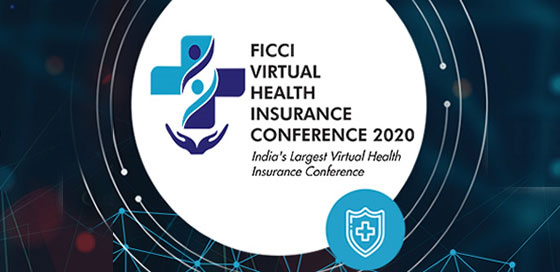 FICCI
VIRTUAL
HEALTH
INSURANCE
CONFERENCE 2020
India's Largest Virtual Health
Insurance Conference